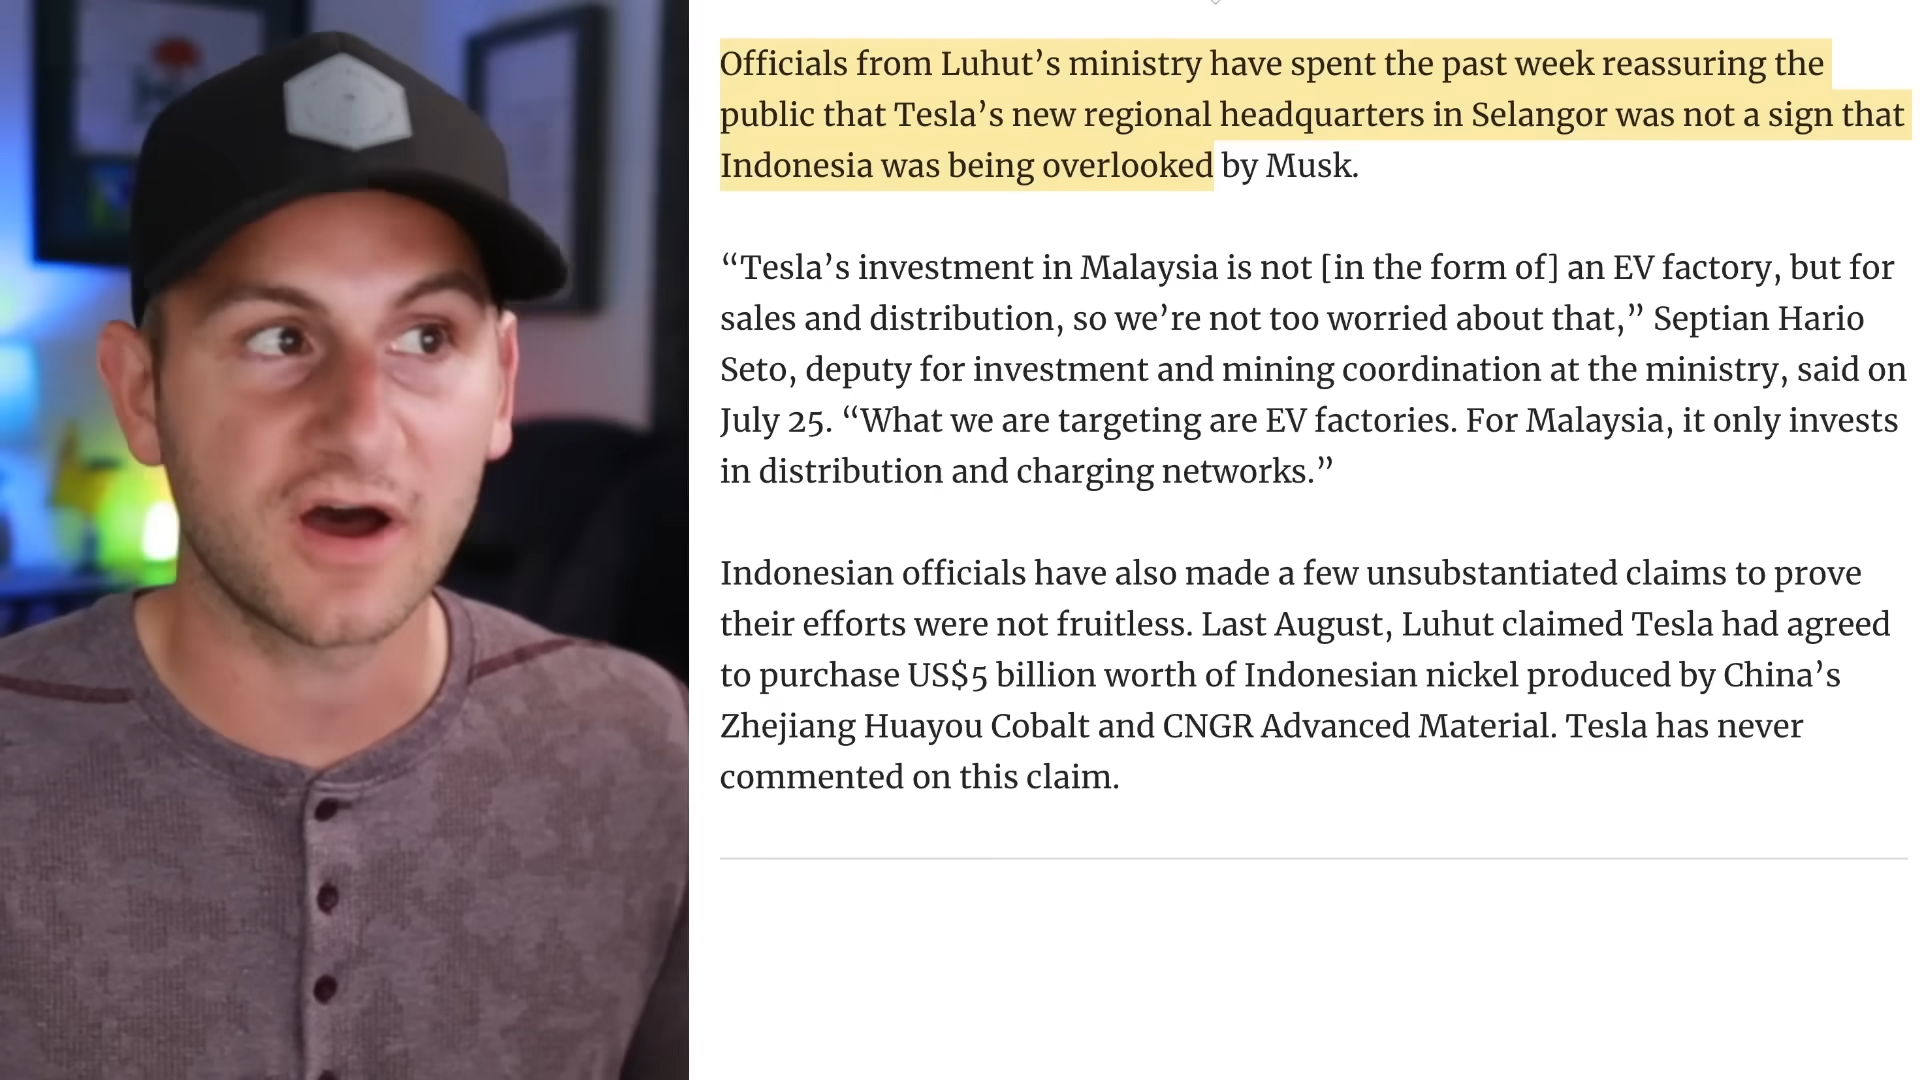 Officials from Luhut’s ministry have spent the past week reassuring the
public that Tesla’s new regional headquarters in Selangor was not a sign that
Indonesia was being overlooked by Musk.
“Tesla’s investment in Malaysia is not [in the form of] an EV factory, but for
sales and distribution, so we’re not too worried about that,” Septian Hario
Seto, deputy for investment and mining coordination at the ministry, said on
July 25. “What we are targeting are EV factories. For Malaysia, it only invests
in distribution and charging networks.”
Indonesian officials have also made a few unsubstantiated claims to prove
their efforts were not fruitless. Last August, Luhut claimed Tesla had agreed
to purchase US$5 billion worth of Indonesian nickel produced by China’s
Zhejiang Huayou Cobalt and CNGR Advanced Material. Tesla has never
commented on this claim.